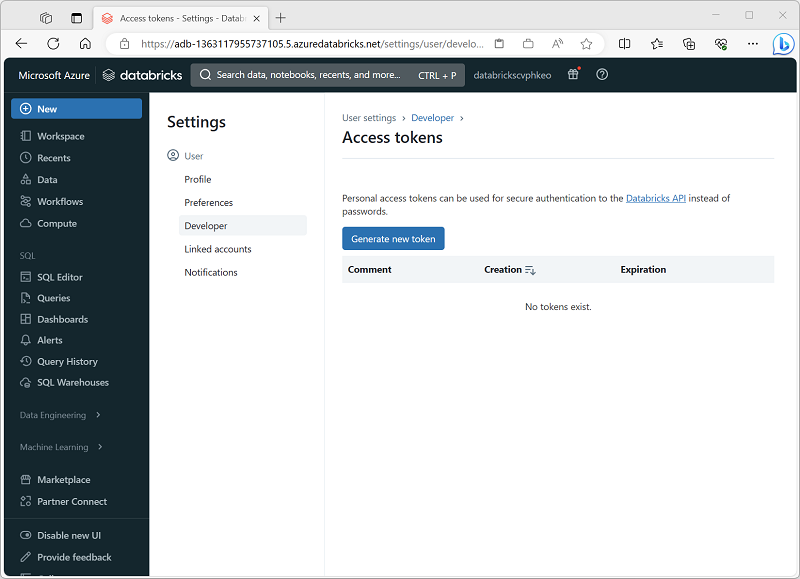 Access tokens - Settings - Datab
https://adb-1363117955737105.5.azuredatabricks.net/settings/user/develo...
Microsoft Azure
databricks
Search data, notebooks, recents, and more...
CTRL + P
databrickscvphkeo
New
Workspace
Recents
Data
Workflows
Compute
SQL
SQL Editor
Queries
Dashboards
Alerts
Query History
SQL Warehouses
Data Engineering
Machine Learning
Marketplace
Partner Connect
Disable new UI
Provide feedback
Settings
User
Profile
Preferences
Developer
Linked accounts
Notifications
User settings > Developer >
Access tokens
Personal access tokens can be used for secure authentication to the Databricks API instead of
passwords.
Generate new token
Comment Creation Expiration
No tokens exist.